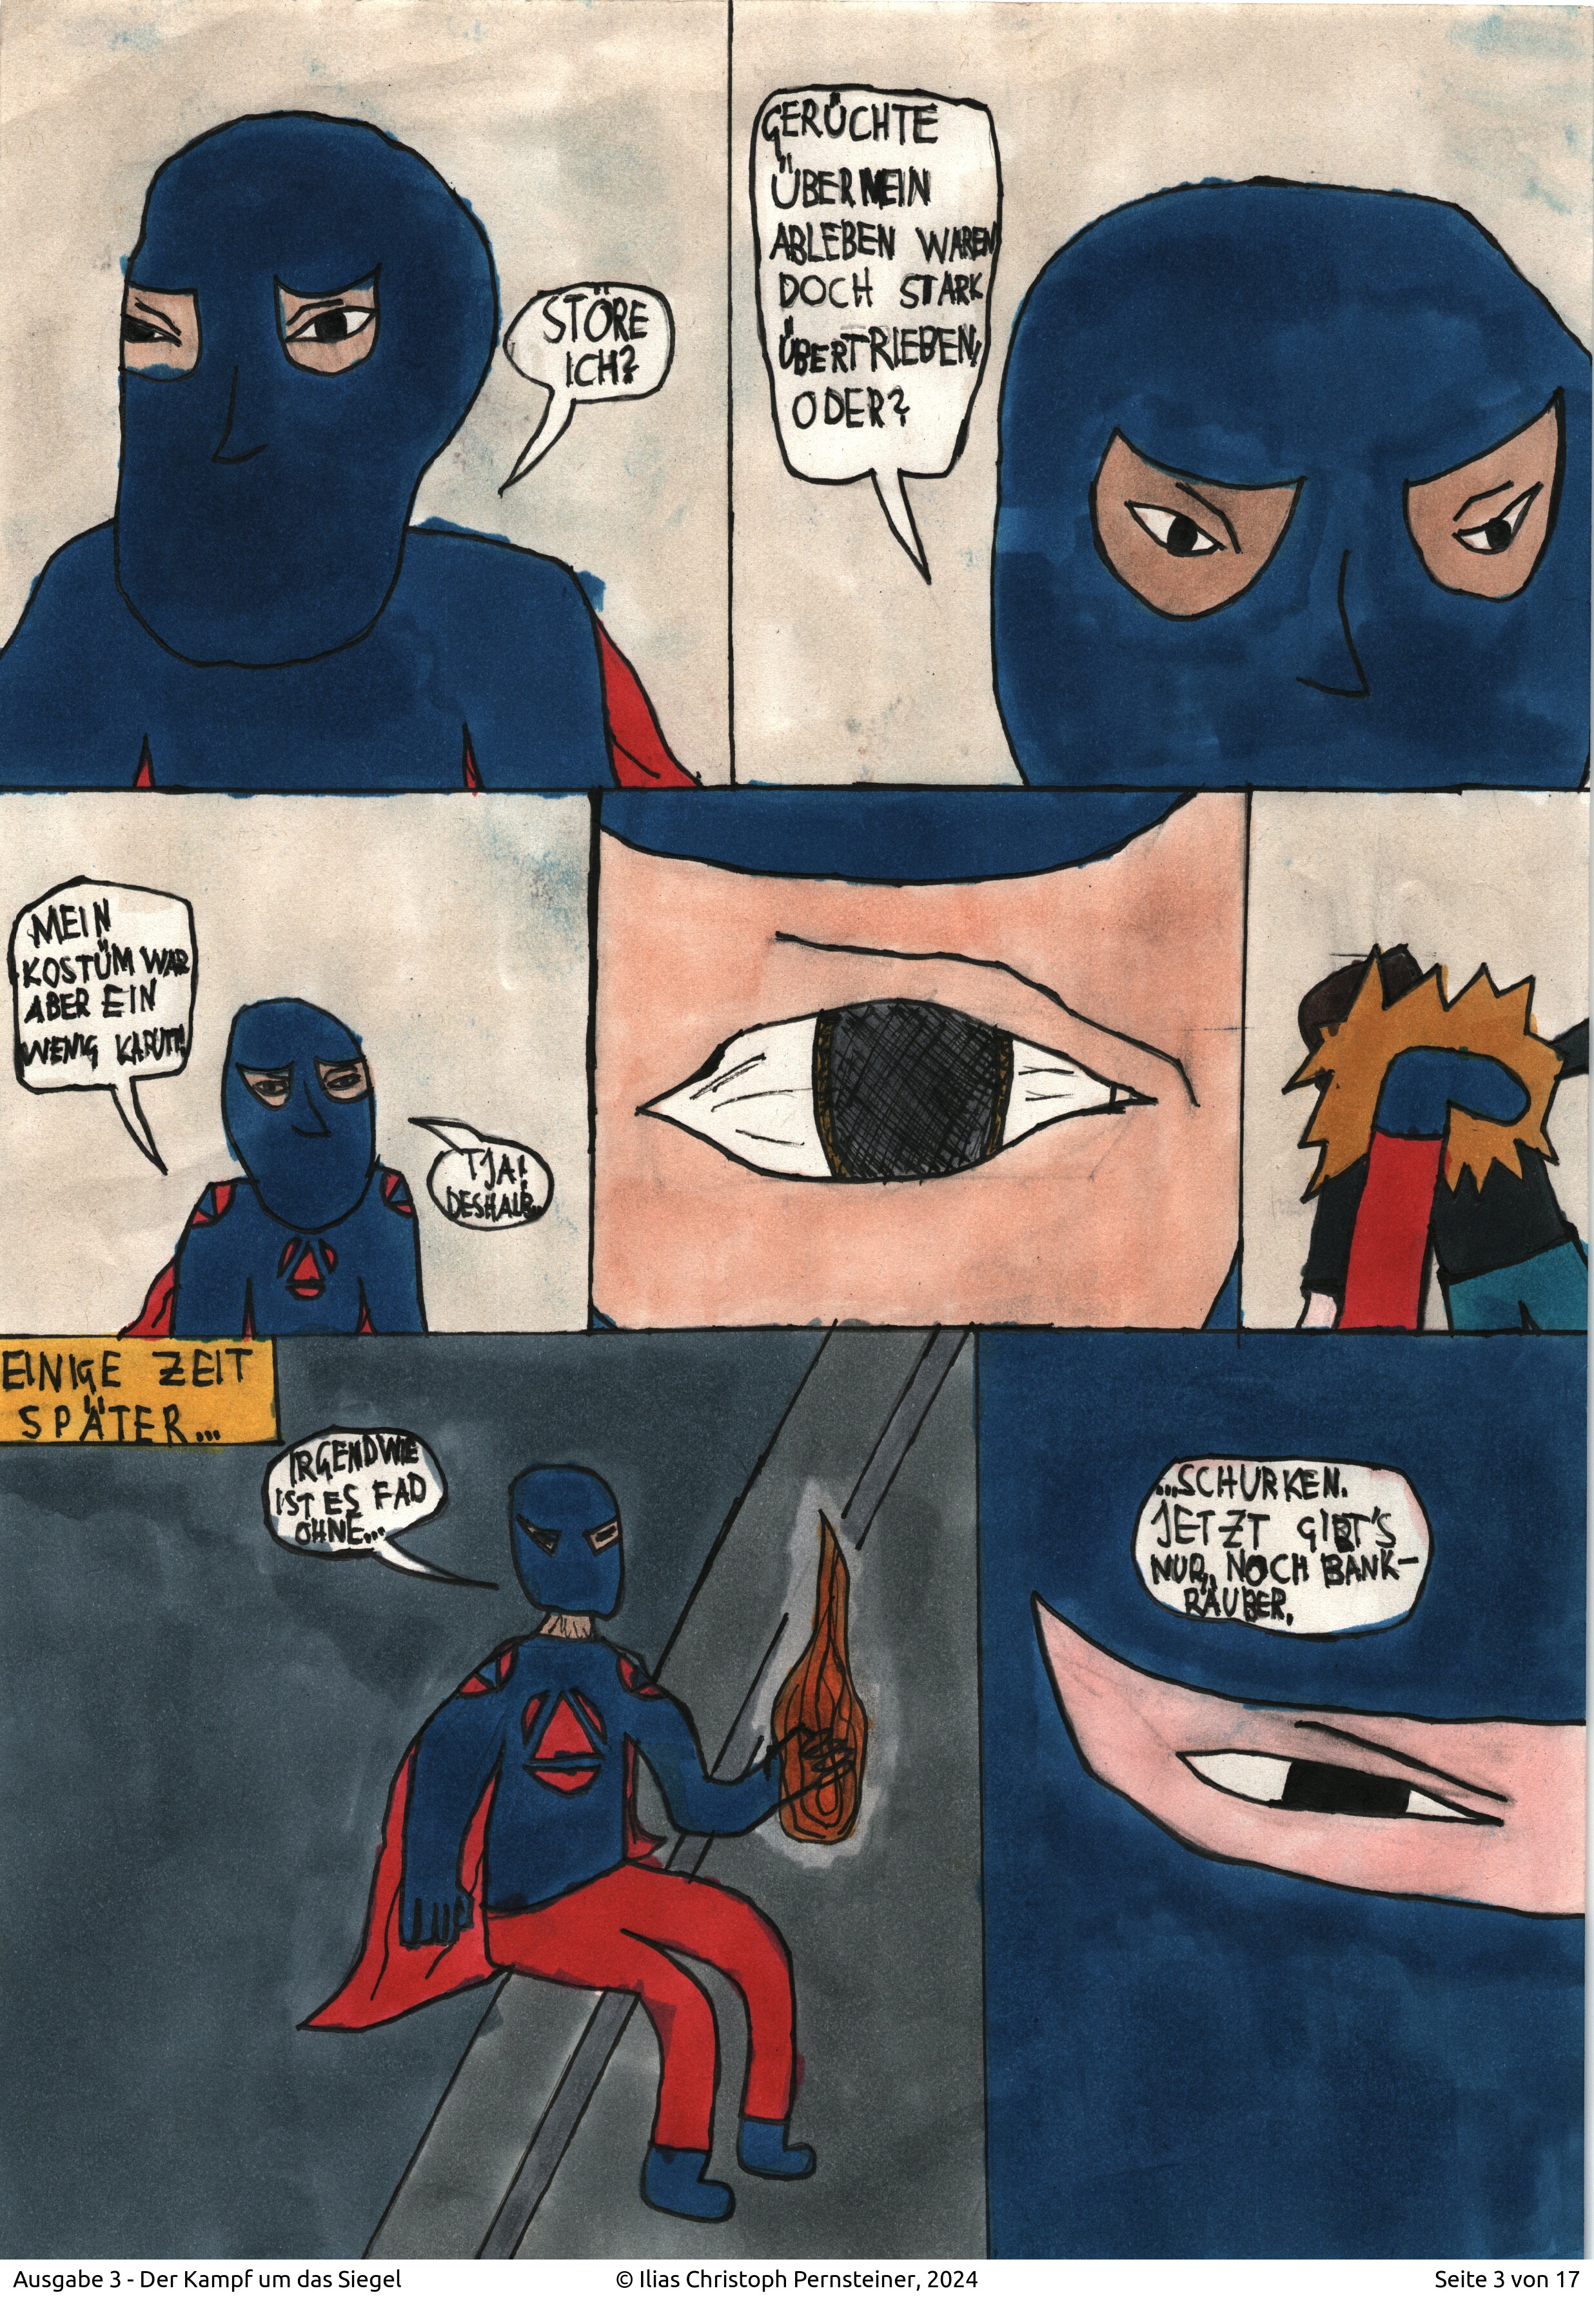 STÖRE
ICH?
GERÜCHTE
ÜBER MEIN
ABLEBEN WAREN
DOCH STARK
ÜBERTRIEBEN,
ODER?
MEIN
KOSTÜM WAR
ABER EIN
WENIG KAPUTT!
TJA!
DESHALB...
EINIGE ZEIT
SPÄTER...
IRGENDWIE
IST ES FAD
OHNE...
...SCHURKEN.
JETZT GIBT'S
NUR NOCH BANK-
RÄUBER.
Ausgabe 3 - Der Kampf um das Siegel
© Ilias Christoph Pernsteiner, 2024
Seite 3 von 17